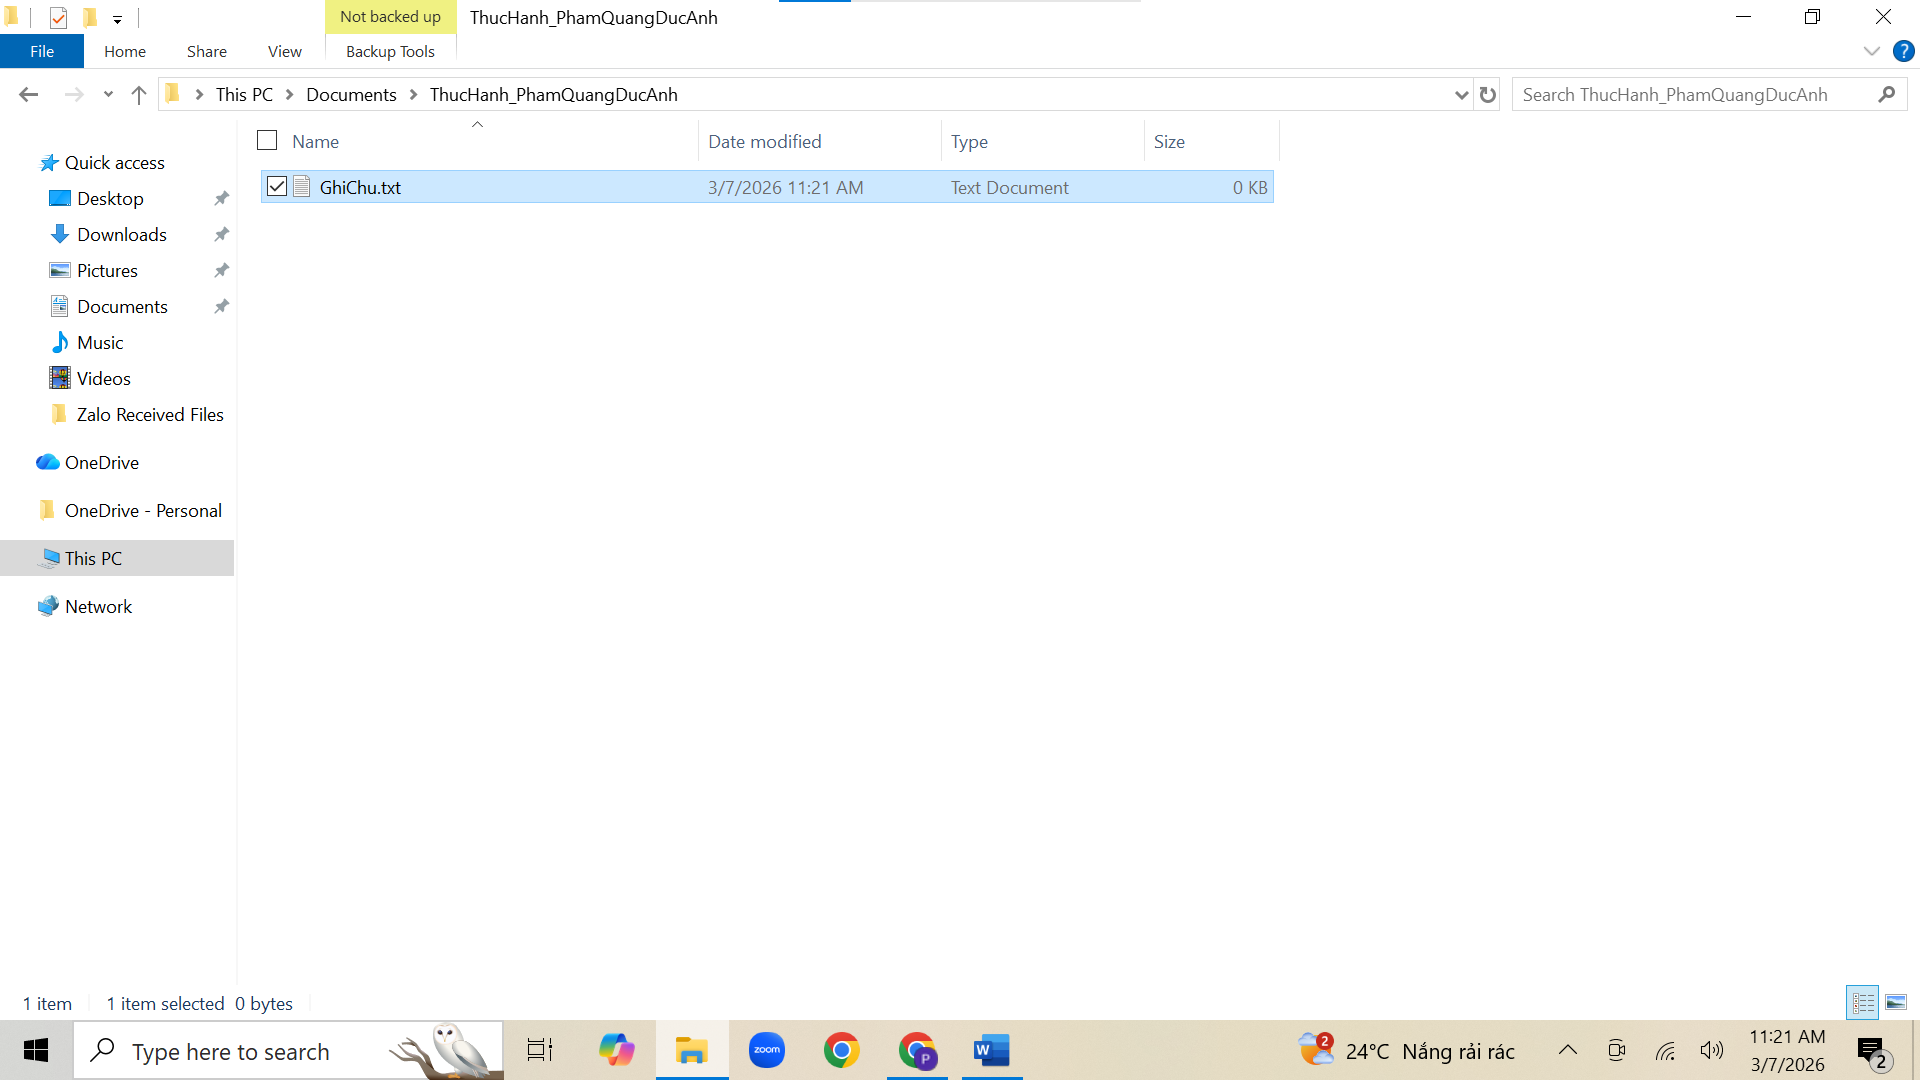 Not backed up
ThucHanh_PhamQuangDucAnh
File
Home
Share
View
Backup Tools
This PC
Documents
ThucHanh_PhamQuangDucAnh
Search ThucHanh_PhamQuangDucAnh
Name
Date modified
Type
Size
GhiChu.txt
3/7/2026 11:21 AM
Text Document
0 KB
Quick access
Desktop
Downloads
Pictures
Documents
Music
Videos
Zalo Received Files
OneDrive
OneDrive - Personal
This PC
Network
1 item
1 item selected 0 bytes
Type here to search
zoom
P
W
2
24°C Nắng rải rác
11:21 AM
3/7/2026
2